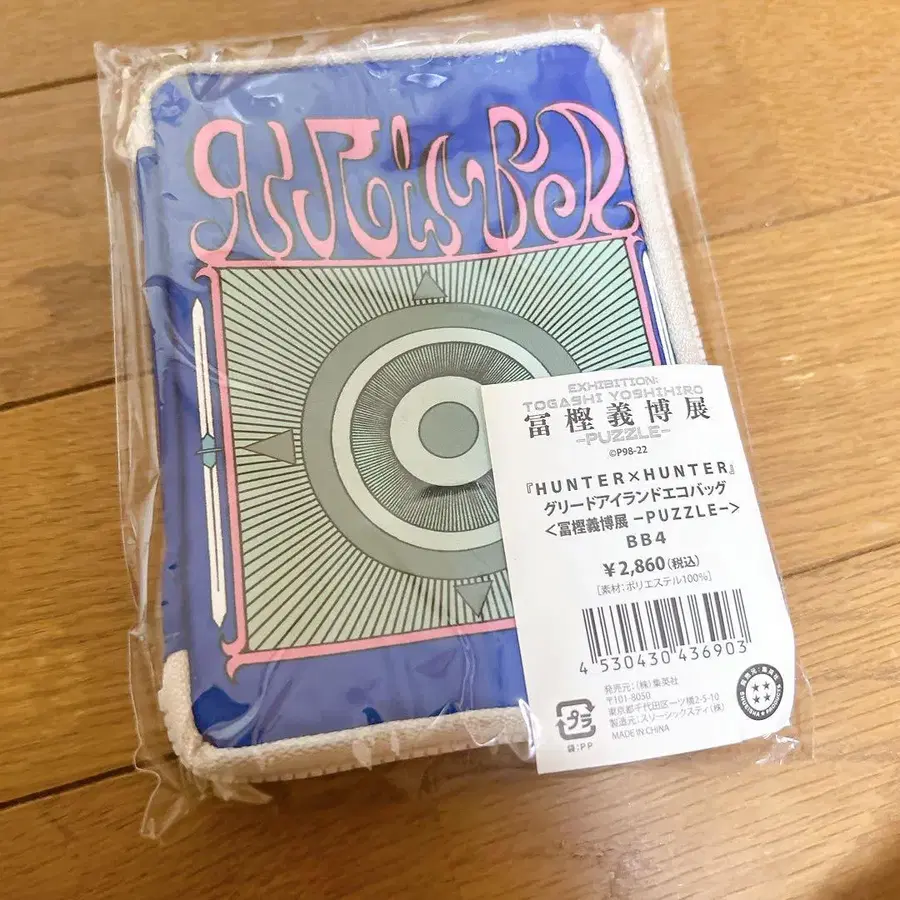 EXHIBITION:
TOGASHI YOSHIHIRO
冨樫義博展
-PUZZLE-
©P98-22
『HUNTER×HUNTER』
グリードアイランドエコバッグ
<冨樫義博展 −PUZZLE−>
BB4
￥2,860(税込)
[素材:ポリエステル100%]
4 530430 436903
発売元:(株)集英社
〒101-8050
東京都千代田区一ツ橋2-5-10
製造元:スリーシックスティ(株)
MADE IN CHINA
プラ
袋:PP
SHUEISHA PRODUCTS